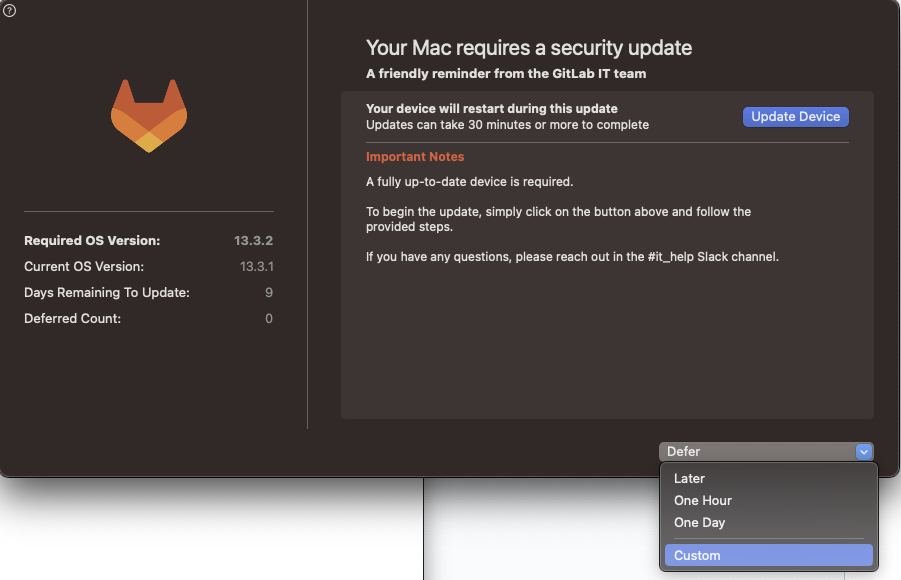 ?
Your Mac requires a security update
A friendly reminder from the GitLab IT team
Your device will restart during this update
Updates can take 30 minutes or more to complete
Update Device
Important Notes
A fully up-to-date device is required.
To begin the update, simply click on the button above and follow the
provided steps.
If you have any questions, please reach out in the #it_help Slack channel.
Required OS Version: 13.3.2
Current OS Version: 13.3.1
Days Remaining To Update: 9
Deferred Count: 0
Defer
Later
One Hour
One Day
Custom